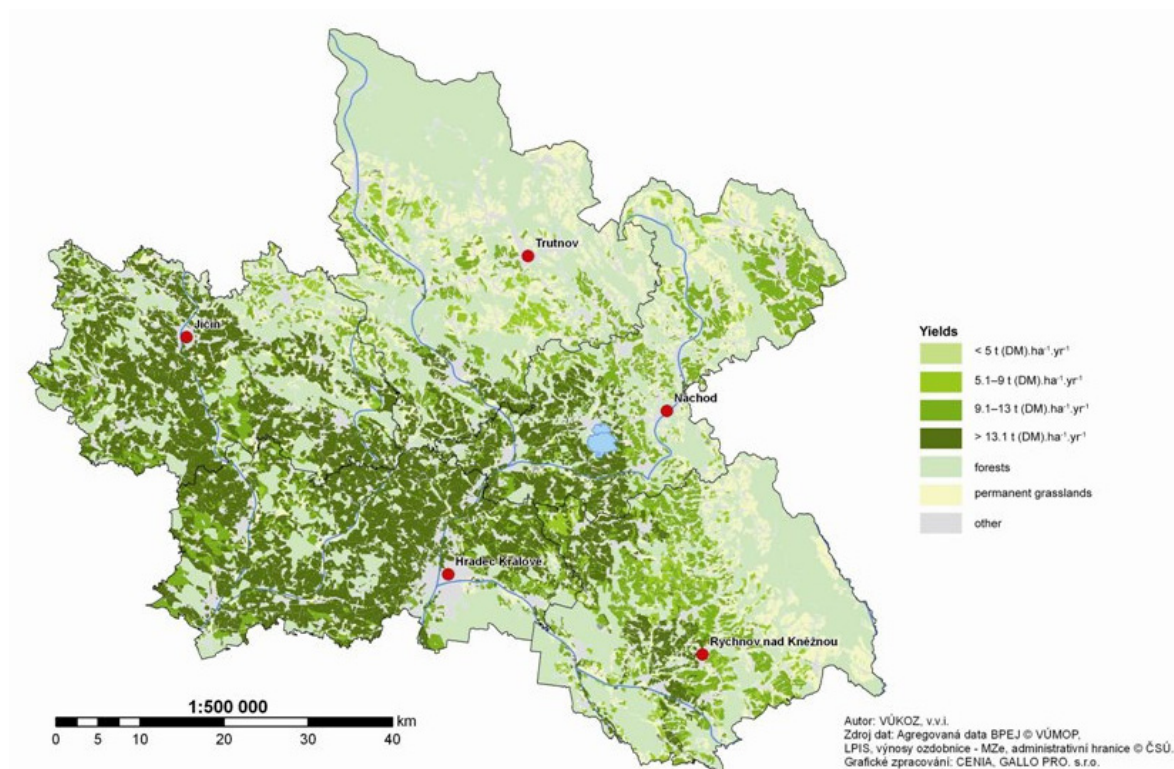 Trutnov
Jičín
Náchod
Hradec Králové
Rychnov nad Kněžnou
Yields
< 5 t (DM).ha⁻¹.yr⁻¹
5.1–9 t (DM).ha⁻¹.yr⁻¹
9.1–13 t (DM).ha⁻¹.yr⁻¹
> 13.1 t (DM).ha⁻¹.yr⁻¹
forests
permanent grasslands
other
1:500 000
km
0 5 10 20 30 40
Autor: VÚKOZ, v.v.i.
Zdroj dat: Agregovaná data BPEJ © VÚMOP,
LPIS, výnosy ozdobnice - MZe, administrativní hranice © ČSÚ.
Grafické zpracování: CENIA, GALLO PRO. s.r.o.